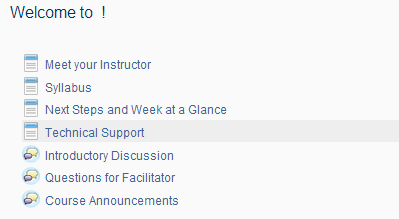 Welcome to !
Meet your Instructor
Syllabus
Next Steps and Week at a Glance
Technical Support
Introductory Discussion
Questions for Facilitator
Course Announcements